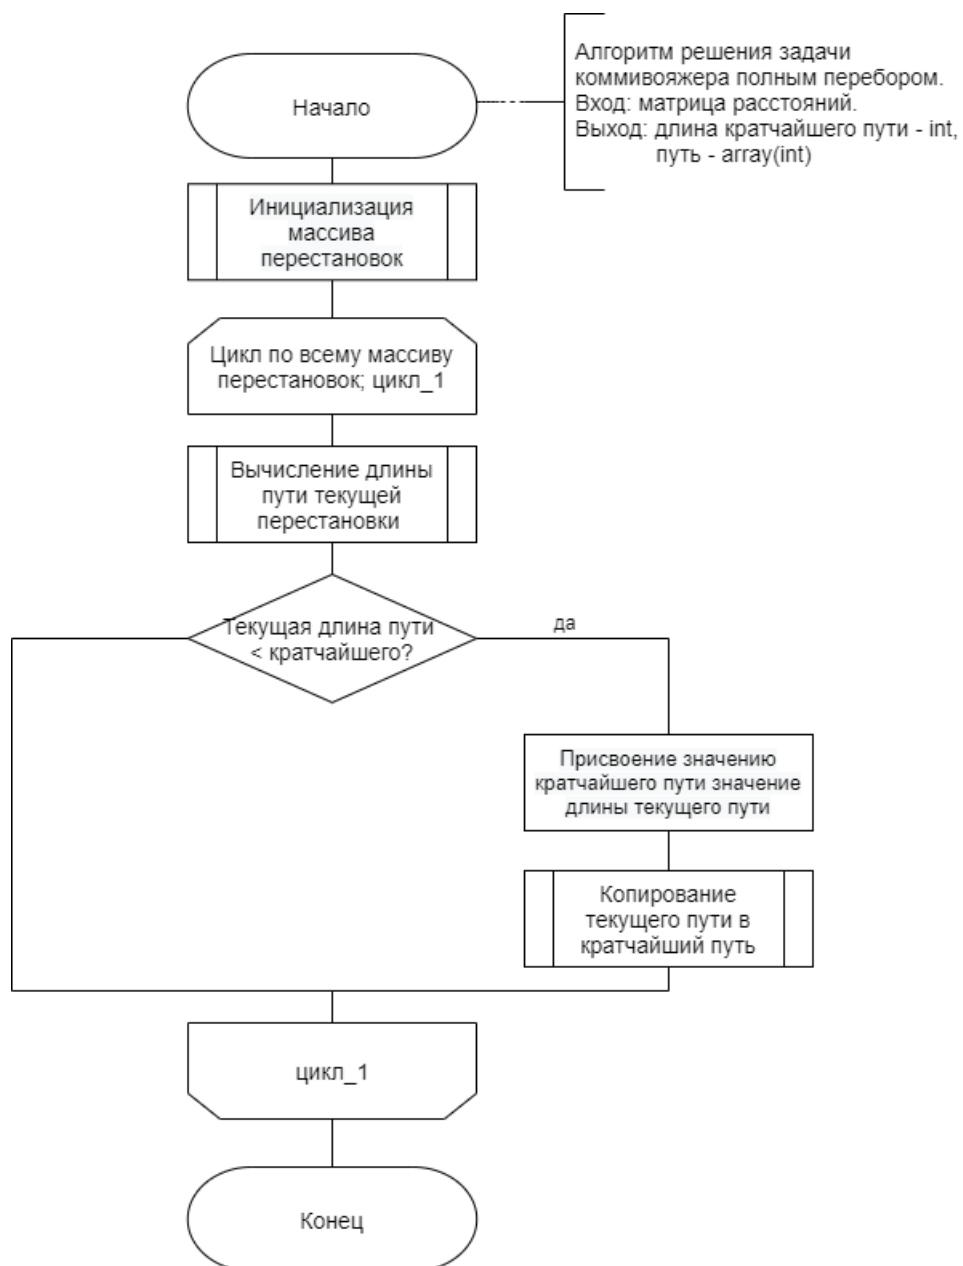 Начало
Алгоритм решения задачи
коммивояжера полным перебором.
Вход: матрица расстояний.
Выход: длина кратчайшего пути - int,
путь - array(int)
Инициализация
массива
перестановок
Цикл по всему массиву
перестановок; цикл_1
Вычисление длины
пути текущей
перестановки
Текущая длина пути
< кратчайшего?
да
Присвоение значению
кратчайшего пути значение
длины текущего пути
Копирование
текущего пути в
кратчайший путь
цикл_1
Конец